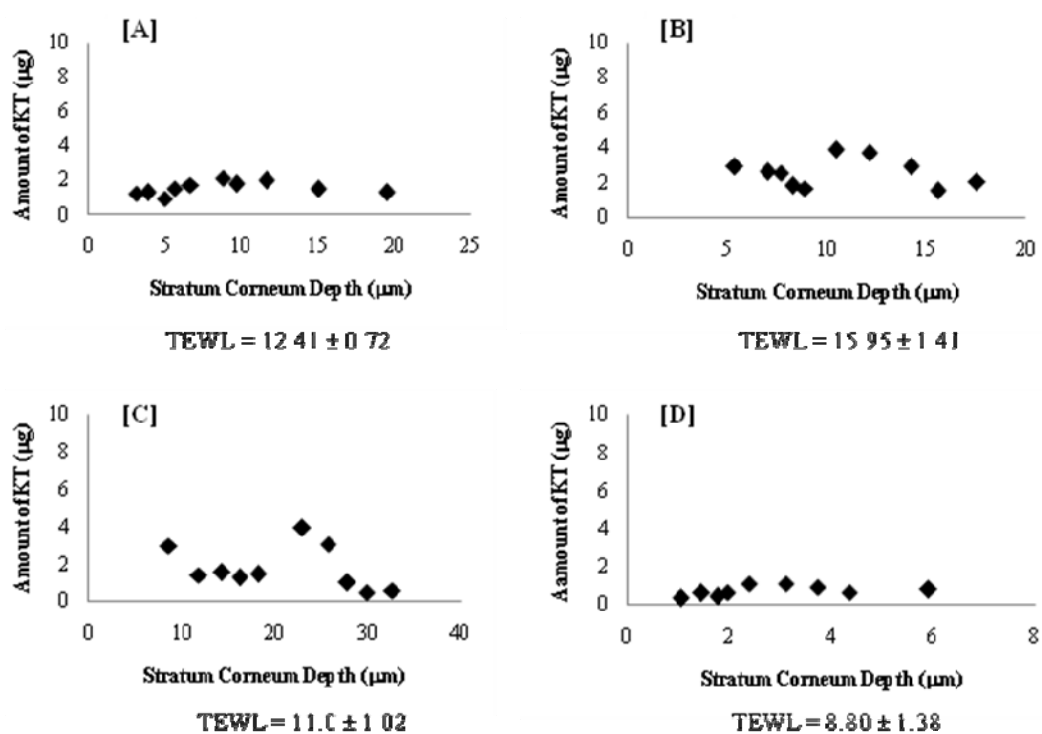 [A]
Amount of KT (µg)
10
8
6
4
2
0
0 5 10 15 20 25
Stratum Corneum Depth (µm)
TEWL = 12.41 ± 0.72
[B]
Amount of KT (µg)
10
8
6
4
2
0
0 5 10 15 20
Stratum Corneum Depth (µm)
TEWL = 15.95 ± 1.41
[C]
Amount of KT (µg)
10
8
6
4
2
0
0 10 20 30 40
Stratum Corneum Depth (µm)
TEWL = 11.0 ± 1.02
[D]
Aamount of KT (µg)
10
8
6
4
2
0
0 2 4 6 8
Stratum Corneum Depth (µm)
TEWL = 8.80 ± 1.38